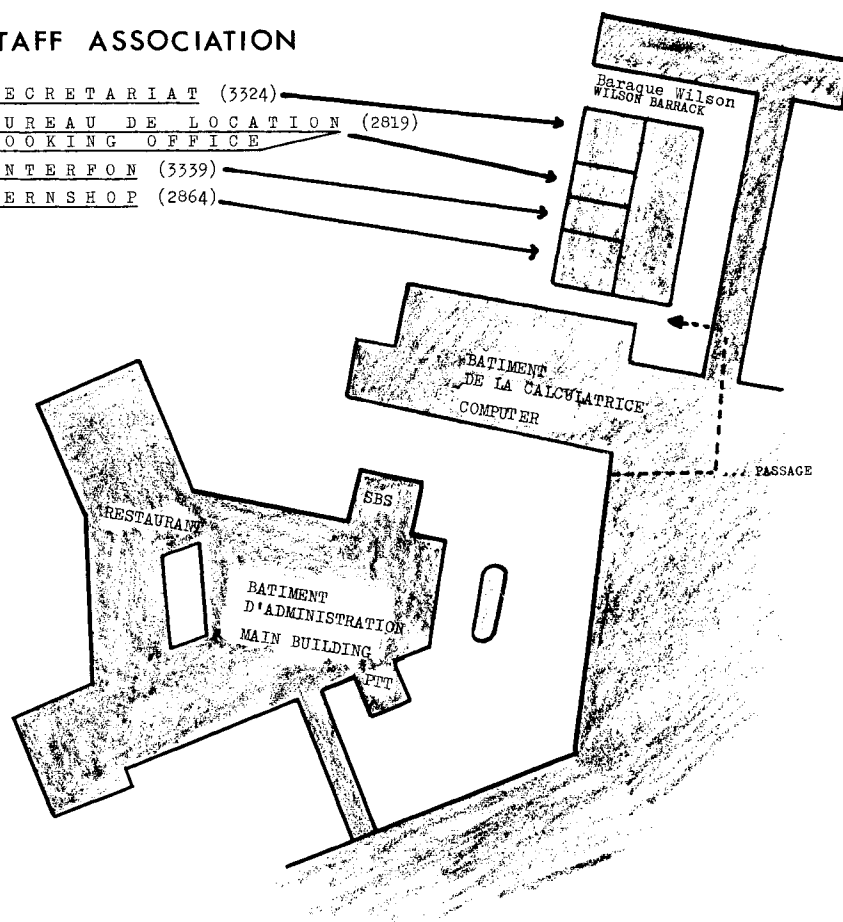 TAFF ASSOCIATION
ECRETARIAT (3324)
UREAU DE LOCATION (2819)
OOKING OFFICE
NTERFON (3339)
ERNSHOP (2864)
Baraque Wilson
WILSON BARRACK
BATIMENT
DE LA CALCULATRICE
COMPUTER
PASSAGE
SBS
RESTAURANT
BATIMENT
D'ADMINISTRATION
MAIN BUILDING
PTT